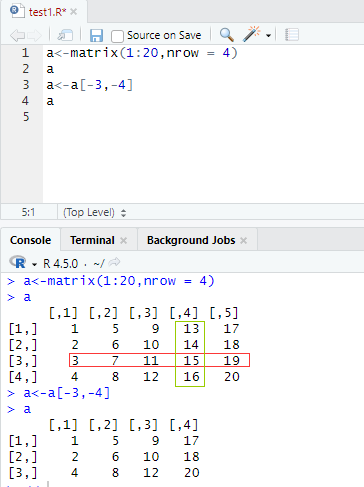 test1.R*
Source on Save
1 a<-matrix(1:20,nrow = 4)
2 a
3 a<-a[-3,-4]
4 a
5
5:1 (Top Level)
Console Terminal Background Jobs
R R 4.5.0 · ~/
> a<-matrix(1:20,nrow = 4)
> a
[,1] [,2] [,3] [,4] [,5]
[1,] 1 5 9 13 17
[2,] 2 6 10 14 18
[3,] 3 7 11 15 19
[4,] 4 8 12 16 20
> a<-a[-3,-4]
> a
[,1] [,2] [,3] [,4]
[1,] 1 5 9 17
[2,] 2 6 10 18
[3,] 4 8 12 20